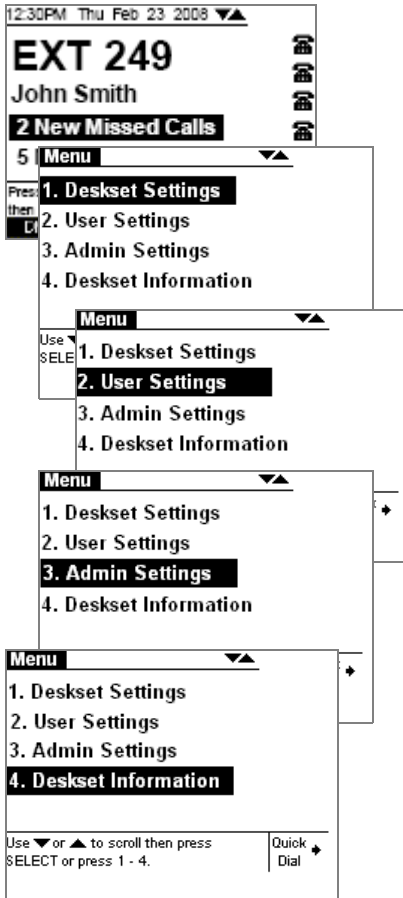 12:30PM Thu Feb 23 2008 ▼▲
EXT 249
John Smith
2 New Missed Calls
5
Menu ▼▲
1. Deskset Settings
2. User Settings
3. Admin Settings
4. Deskset Information
Menu ▼▲
1. Deskset Settings
2. User Settings
3. Admin Settings
4. Deskset Information
Menu ▼▲
1. Deskset Settings
2. User Settings
3. Admin Settings
4. Deskset Information
Menu ▼▲
1. Deskset Settings
2. User Settings
3. Admin Settings
4. Deskset Information
Use ▼ or ▲ to scroll then press
SELECT or press 1 - 4.
Quick
Dial